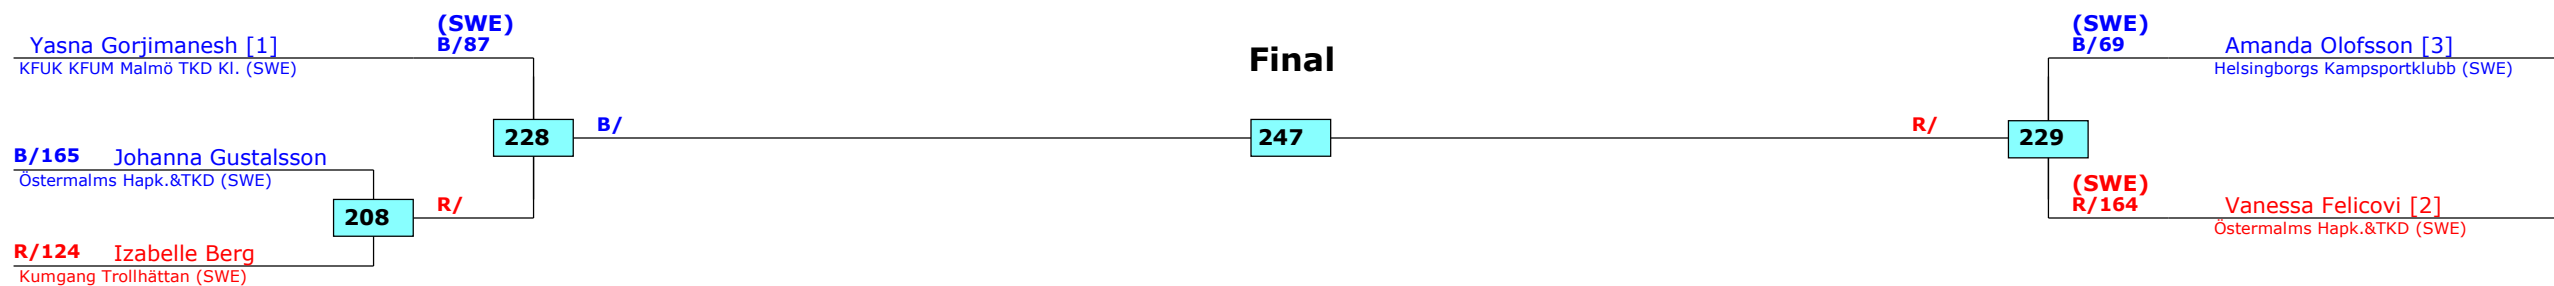 (SWE)
Yasna Gorjimanesh [1] B/87
KFUK KFUM Malmö TKD Kl. (SWE)
228 B/
B/165 Johanna Gustalsson
Östermalms Hapk.&TKD (SWE)
208 R/
R/124 Izabelle Berg
Kumgang Trollhättan (SWE)
Final
247
(SWE)
B/69 Amanda Olofsson [3]
Helsingborgs Kampsportklubb (SWE)
R/ 229
(SWE)
R/164 Vanessa Felicovi [2]
Östermalms Hapk.&TKD (SWE)